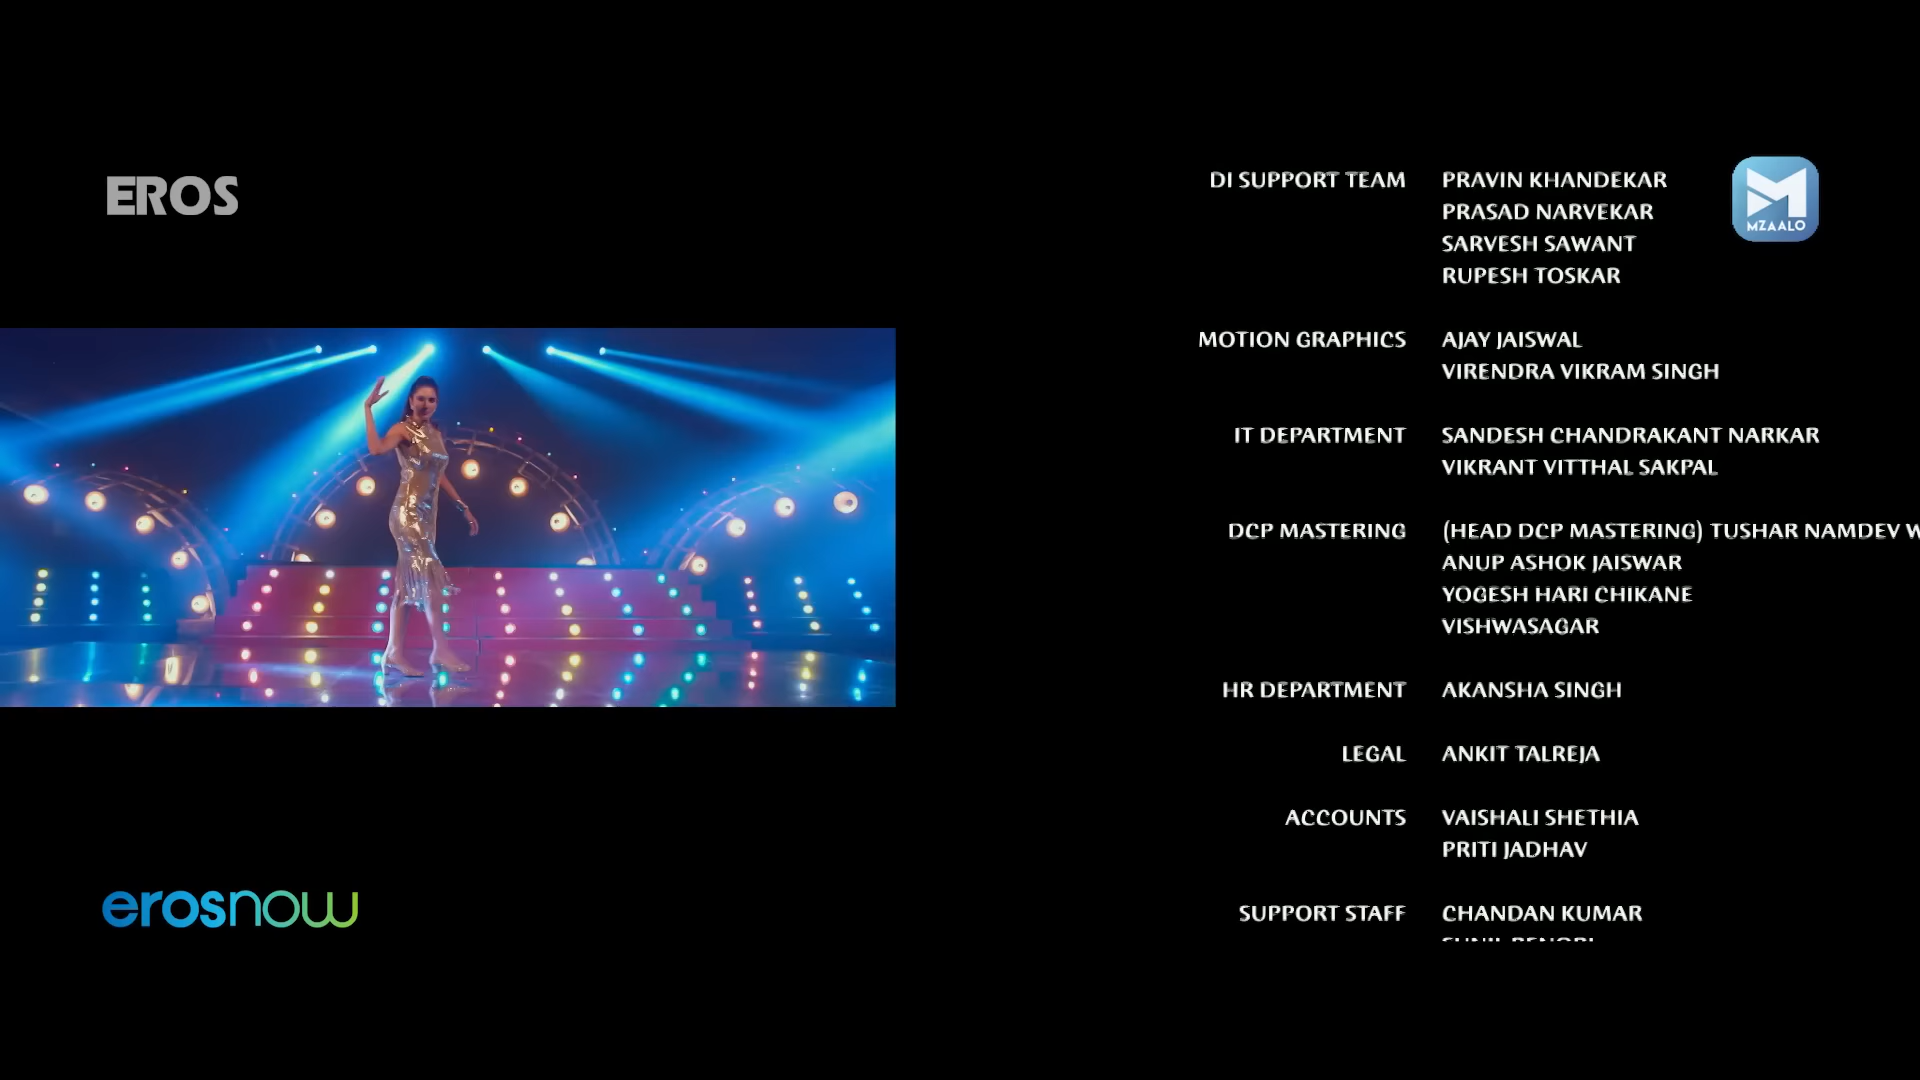 EROS
MZAALO
DI SUPPORT TEAM PRAVIN KHANDEKAR
PRASAD NARVEKAR
SARVESH SAWANT
RUPESH TOSKAR
MOTION GRAPHICS AJAY JAISWAL
VIRENDRA VIKRAM SINGH
IT DEPARTMENT SANDESH CHANDRAKANT NARKAR
VIKRANT VITTHAL SAKPAL
DCP MASTERING (HEAD DCP MASTERING) TUSHAR NAMDEV W
ANUP ASHOK JAISWAR
YOGESH HARI CHIKANE
VISHWASAGAR
HR DEPARTMENT AKANSHA SINGH
LEGAL ANKIT TALREJA
ACCOUNTS VAISHALI SHETHIA
PRITI JADHAV
SUPPORT STAFF CHANDAN KUMAR
erosnow